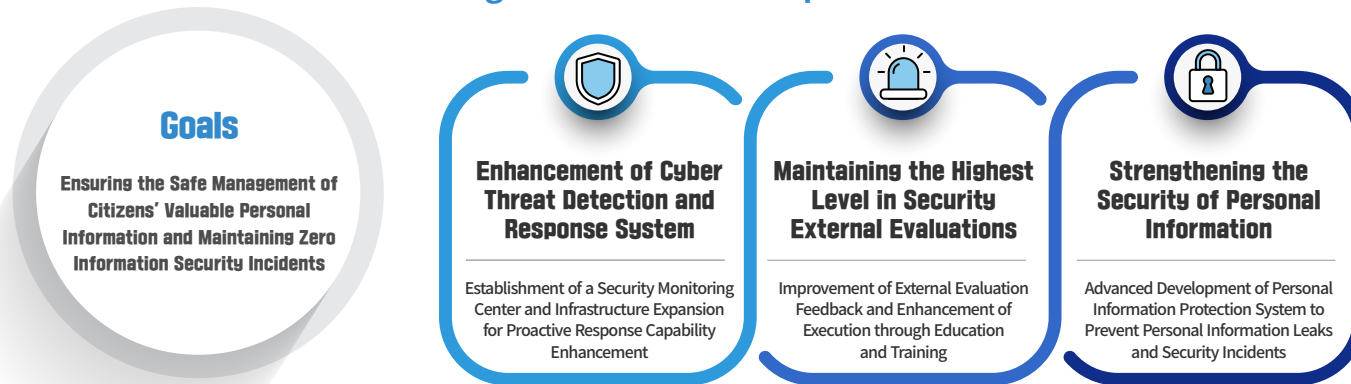 Goals
Ensuring the Safe Management of
Citizens’ Valuable Personal
Information and Maintaining Zero
Information Security Incidents
Enhancement of Cyber
Threat Detection and
Response System
Establishment of a Security Monitoring
Center and Infrastructure Expansion
for Proactive Response Capability
Enhancement
Maintaining the Highest
Level in Security
External Evaluations
Improvement of External Evaluation
Feedback and Enhancement of
Execution through Education
and Training
Strengthening the
Security of Personal
Information
Advanced Development of Personal
Information Protection System to
Prevent Personal Information Leaks
and Security Incidents